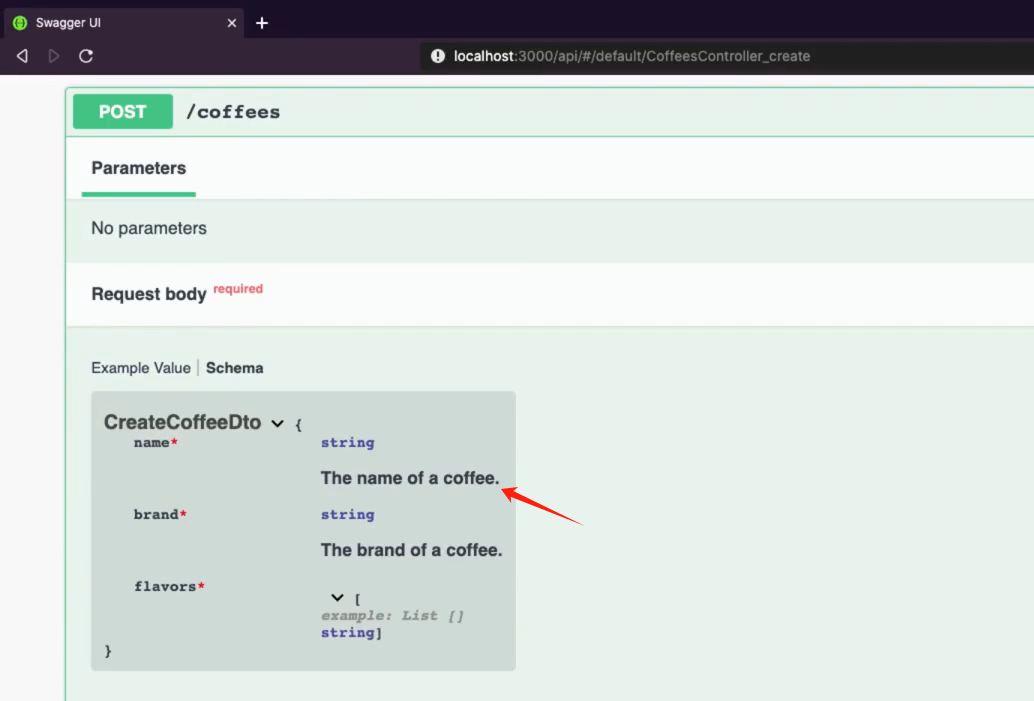 Swagger UI
localhost:3000/api/#/default/CoffeesController_create
POST /coffees
Parameters
No parameters
Request body required
Example Value | Schema
CreateCoffeeDto {
name* string
The name of a coffee.
brand* string
The brand of a coffee.
flavors* [
example: List []
string]
}